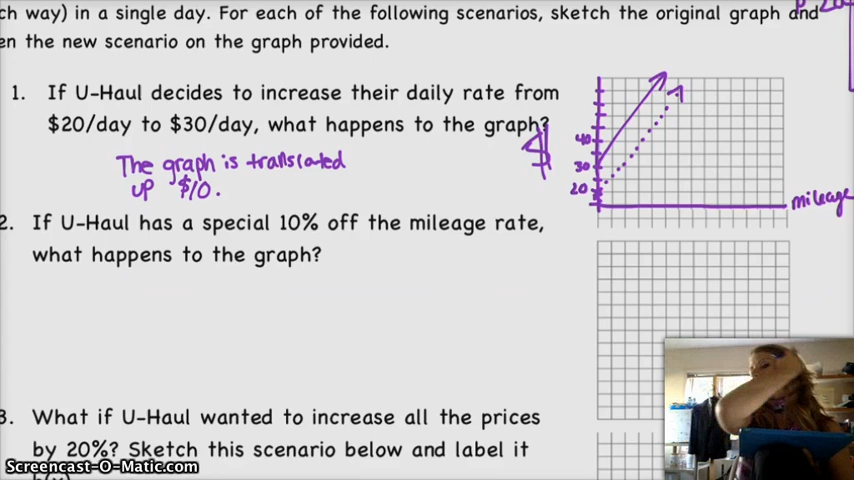 ch way) in a single day. For each of the following scenarios, sketch the original graph and
en the new scenario on the graph provided.
1. If U-Haul decides to increase their daily rate from
$20/day to $30/day, what happens to the graph?
The graph is translated
up $10.
$
40
30
20
mileage
2. If U-Haul has a special 10% off the mileage rate,
what happens to the graph?
3. What if U-Haul wanted to increase all the prices
by 20%? Sketch this scenario below and label it
Screencast-O-Matic.com